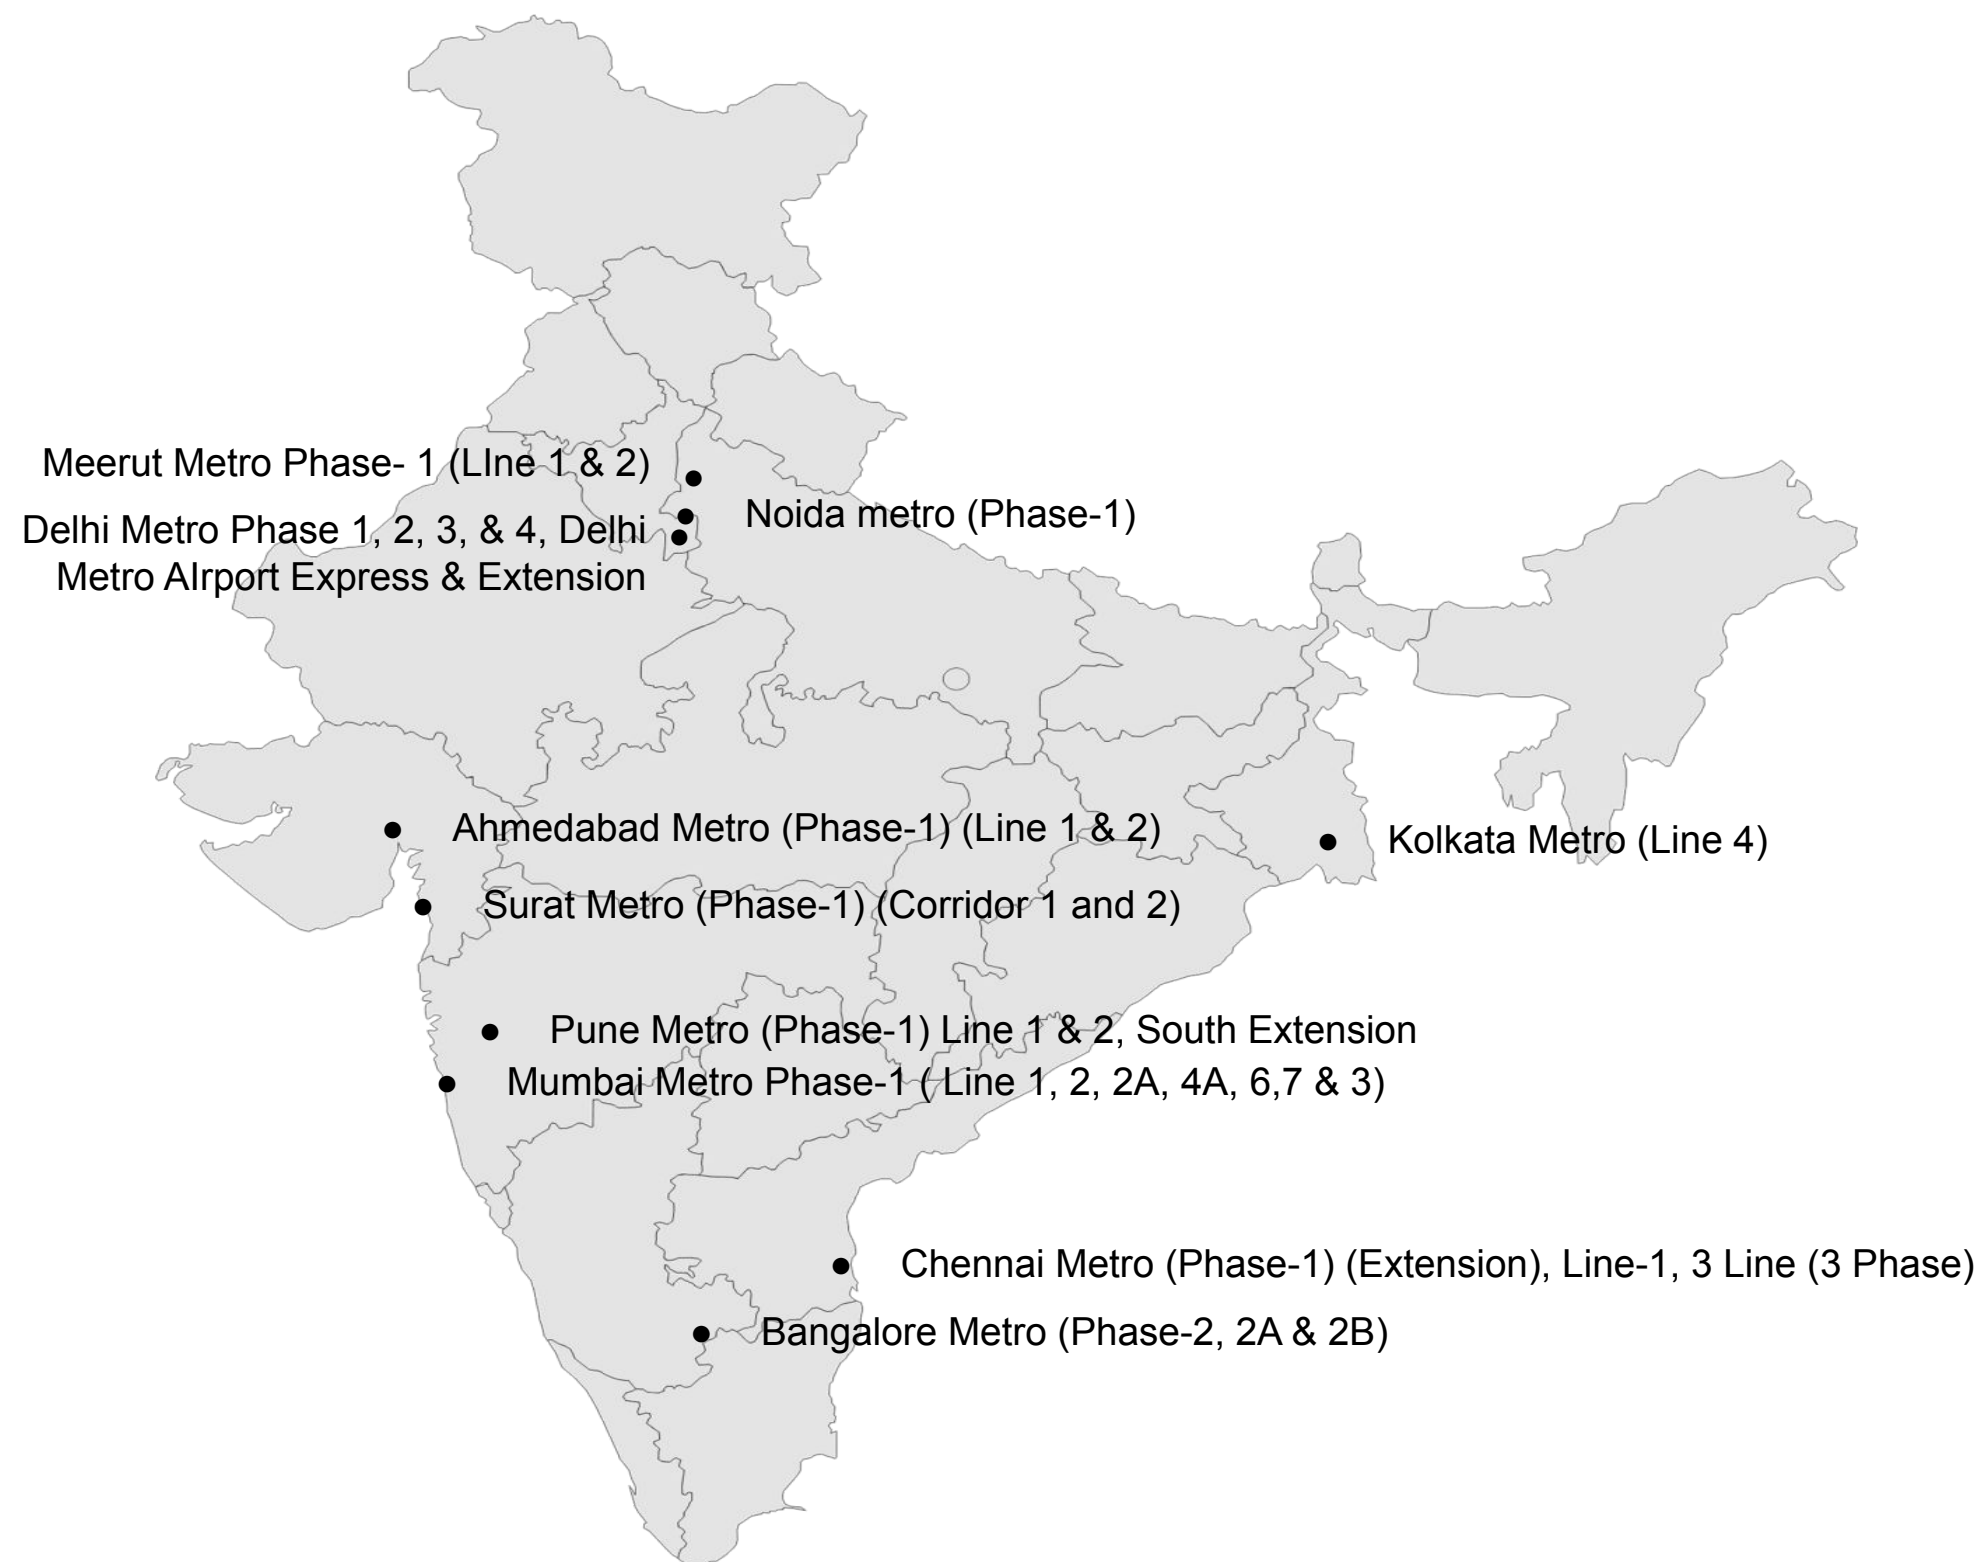 Meerut Metro Phase- 1 (LIne 1 & 2)
Noida metro (Phase-1)
Delhi Metro Phase 1, 2, 3, & 4, Delhi
Metro AIrport Express & Extension
Ahmedabad Metro (Phase-1) (Line 1 & 2)
Kolkata Metro (Line 4)
Surat Metro (Phase-1) (Corridor 1 and 2)
Pune Metro (Phase-1) Line 1 & 2, South Extension
Mumbai Metro Phase-1 ( Line 1, 2, 2A, 4A, 6,7 & 3)
Chennai Metro (Phase-1) (Extension), Line-1, 3 Line (3 Phase)
Bangalore Metro (Phase-2, 2A & 2B)